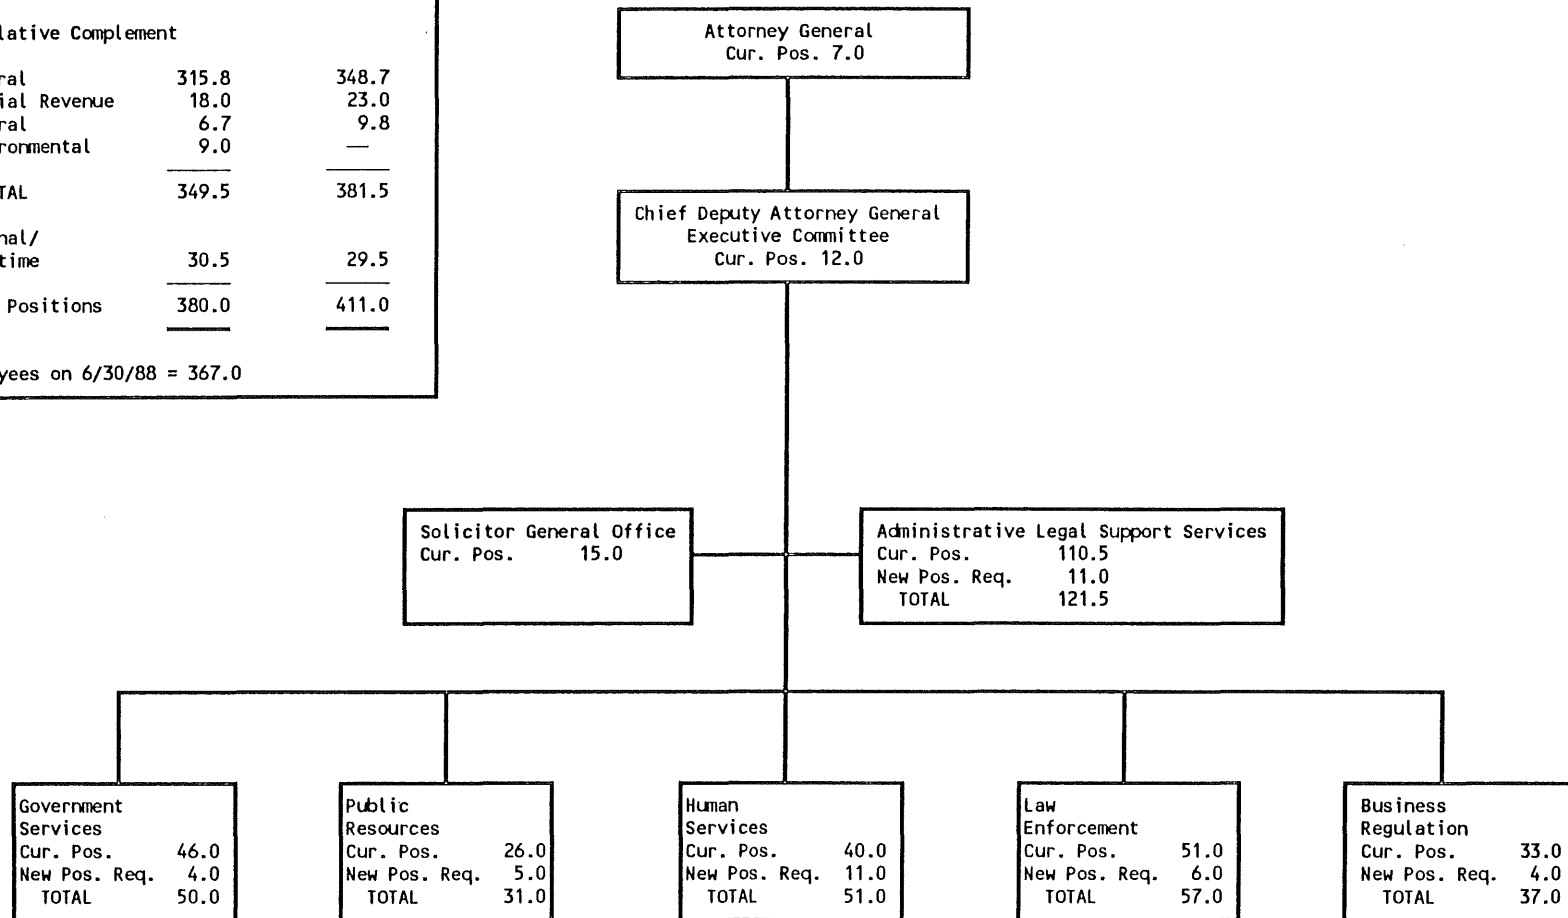 lative Complement
ral 315.8 348.7
ial Revenue 18.0 23.0
ral 6.7 9.8
ronmental 9.0 —
TAL 349.5 381.5
nal/
time 30.5 29.5
Positions 380.0 411.0
yees on 6/30/88 = 367.0
Attorney General
Cur. Pos. 7.0
Chief Deputy Attorney General
Executive Committee
Cur. Pos. 12.0
Solicitor General Office
Cur. Pos. 15.0
Administrative Legal Support Services
Cur. Pos. 110.5
New Pos. Req. 11.0
TOTAL 121.5
Government
Services
Cur. Pos. 46.0
New Pos. Req. 4.0
TOTAL 50.0
Public
Resources
Cur. Pos. 26.0
New Pos. Req. 5.0
TOTAL 31.0
Human
Services
Cur. Pos. 40.0
New Pos. Req. 11.0
TOTAL 51.0
Law
Enforcement
Cur. Pos. 51.0
New Pos. Req. 6.0
TOTAL 57.0
Business
Regulation
Cur. Pos. 33.0
New Pos. Req. 4.0
TOTAL 37.0